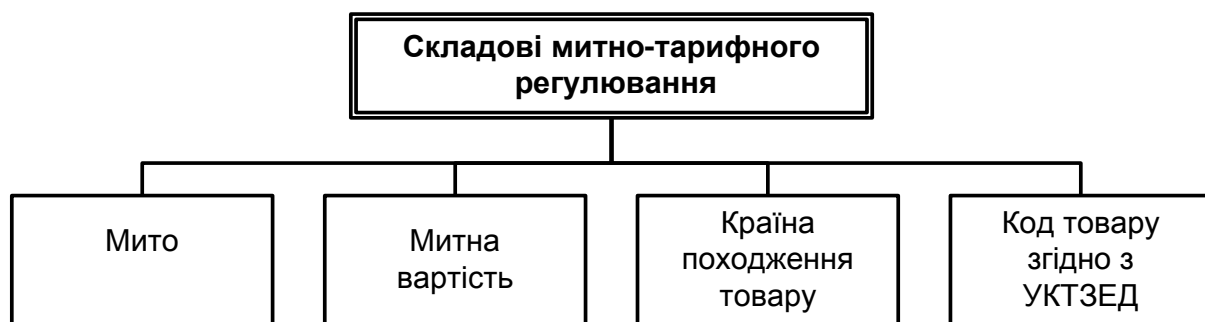 Складові митно-тарифного
регулювання
Мито
Митна
вартість
Країна
походження
товару
Код товару
згідно з
УКТЗЕД